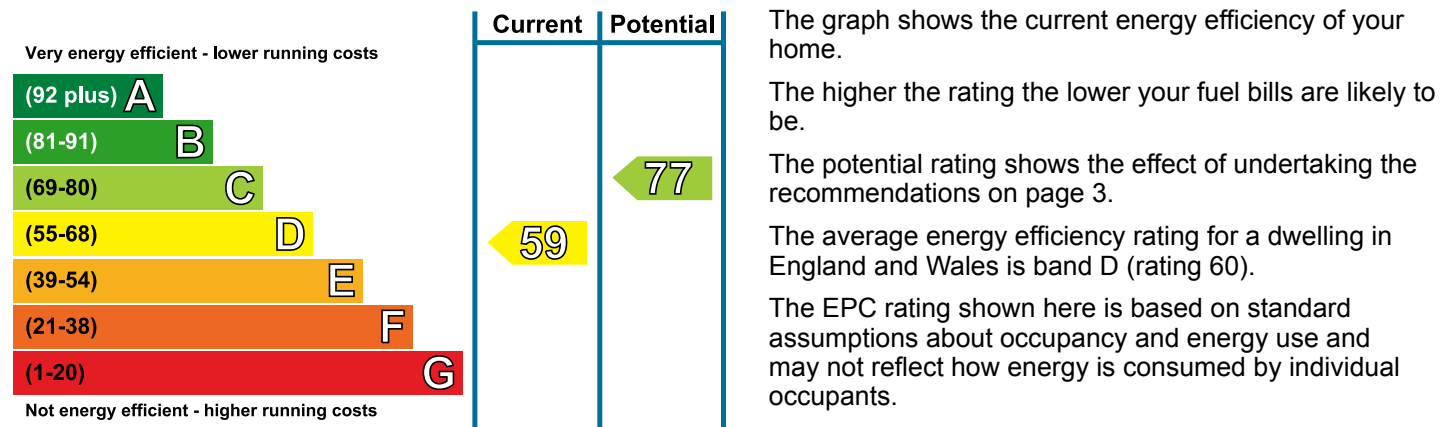 Current Potential
Very energy efficient - lower running costs
(92 plus) A
(81-91) B
(69-80) C
(55-68) D
(39-54) E
(21-38) F
(1-20) G
Not energy efficient - higher running costs
77
59
The graph shows the current energy efficiency of your
home.
The higher the rating the lower your fuel bills are likely to
be.
The potential rating shows the effect of undertaking the
recommendations on page 3.
The average energy efficiency rating for a dwelling in
England and Wales is band D (rating 60).
The EPC rating shown here is based on standard
assumptions about occupancy and energy use and
may not reflect how energy is consumed by individual
occupants.